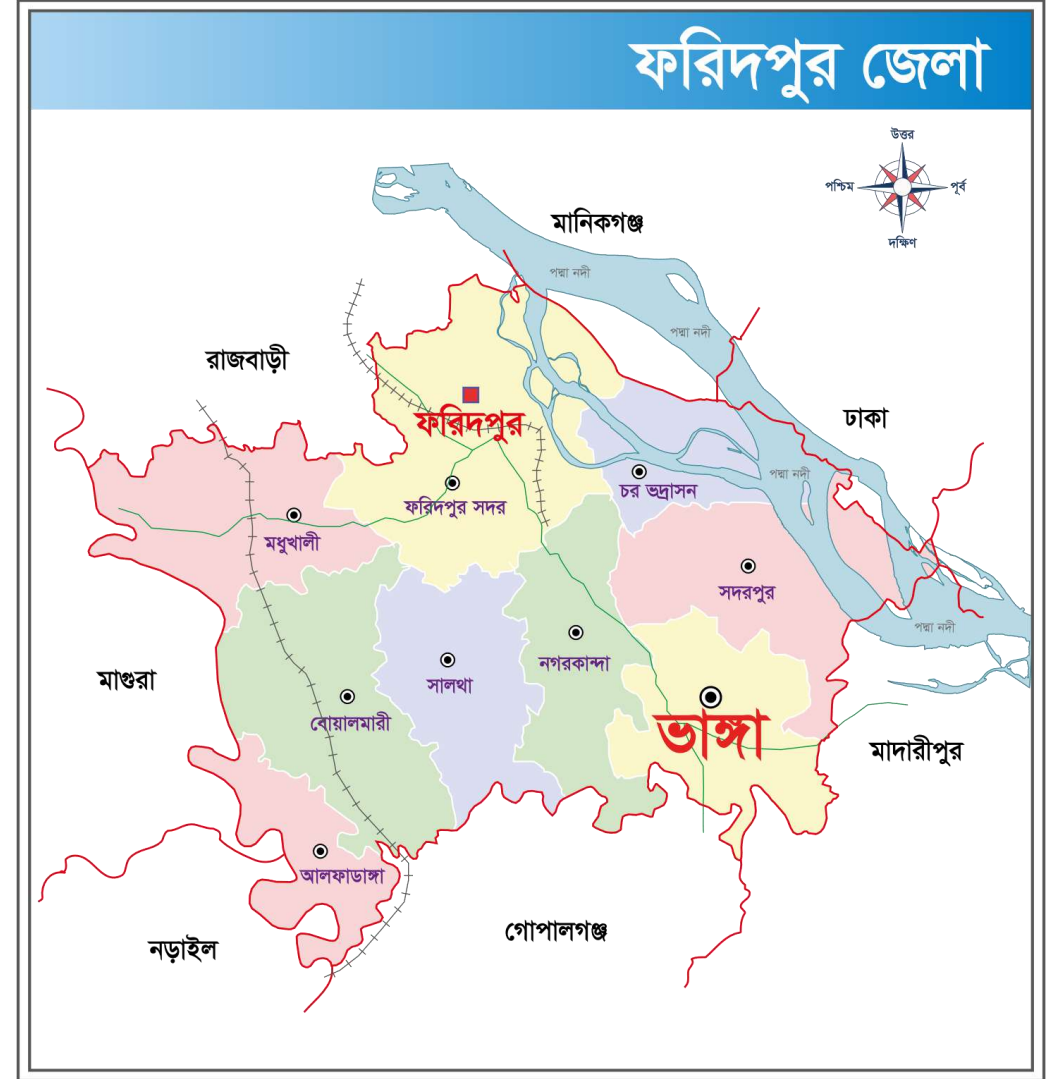 ফরিদপুর জেলা
উত্তর
পশ্চিম
পূর্ব
দক্ষিণ
মানিকগঞ্জ
পদ্মা নদী
পদ্মা নদী
রাজবাড়ী
ঢাকা
ফরিদপুর
পদ্মা নদী
চর ভদ্রাসন
ফরিদপুর সদর
মধুখালী
সদরপুর
পদ্মা নদী
নগরকান্দা
মাগুরা
সালথা
বোয়ালমারী
ভাঙ্গা
মাদারীপুর
আলফাডাঙ্গা
গোপালগঞ্জ
নড়াইল